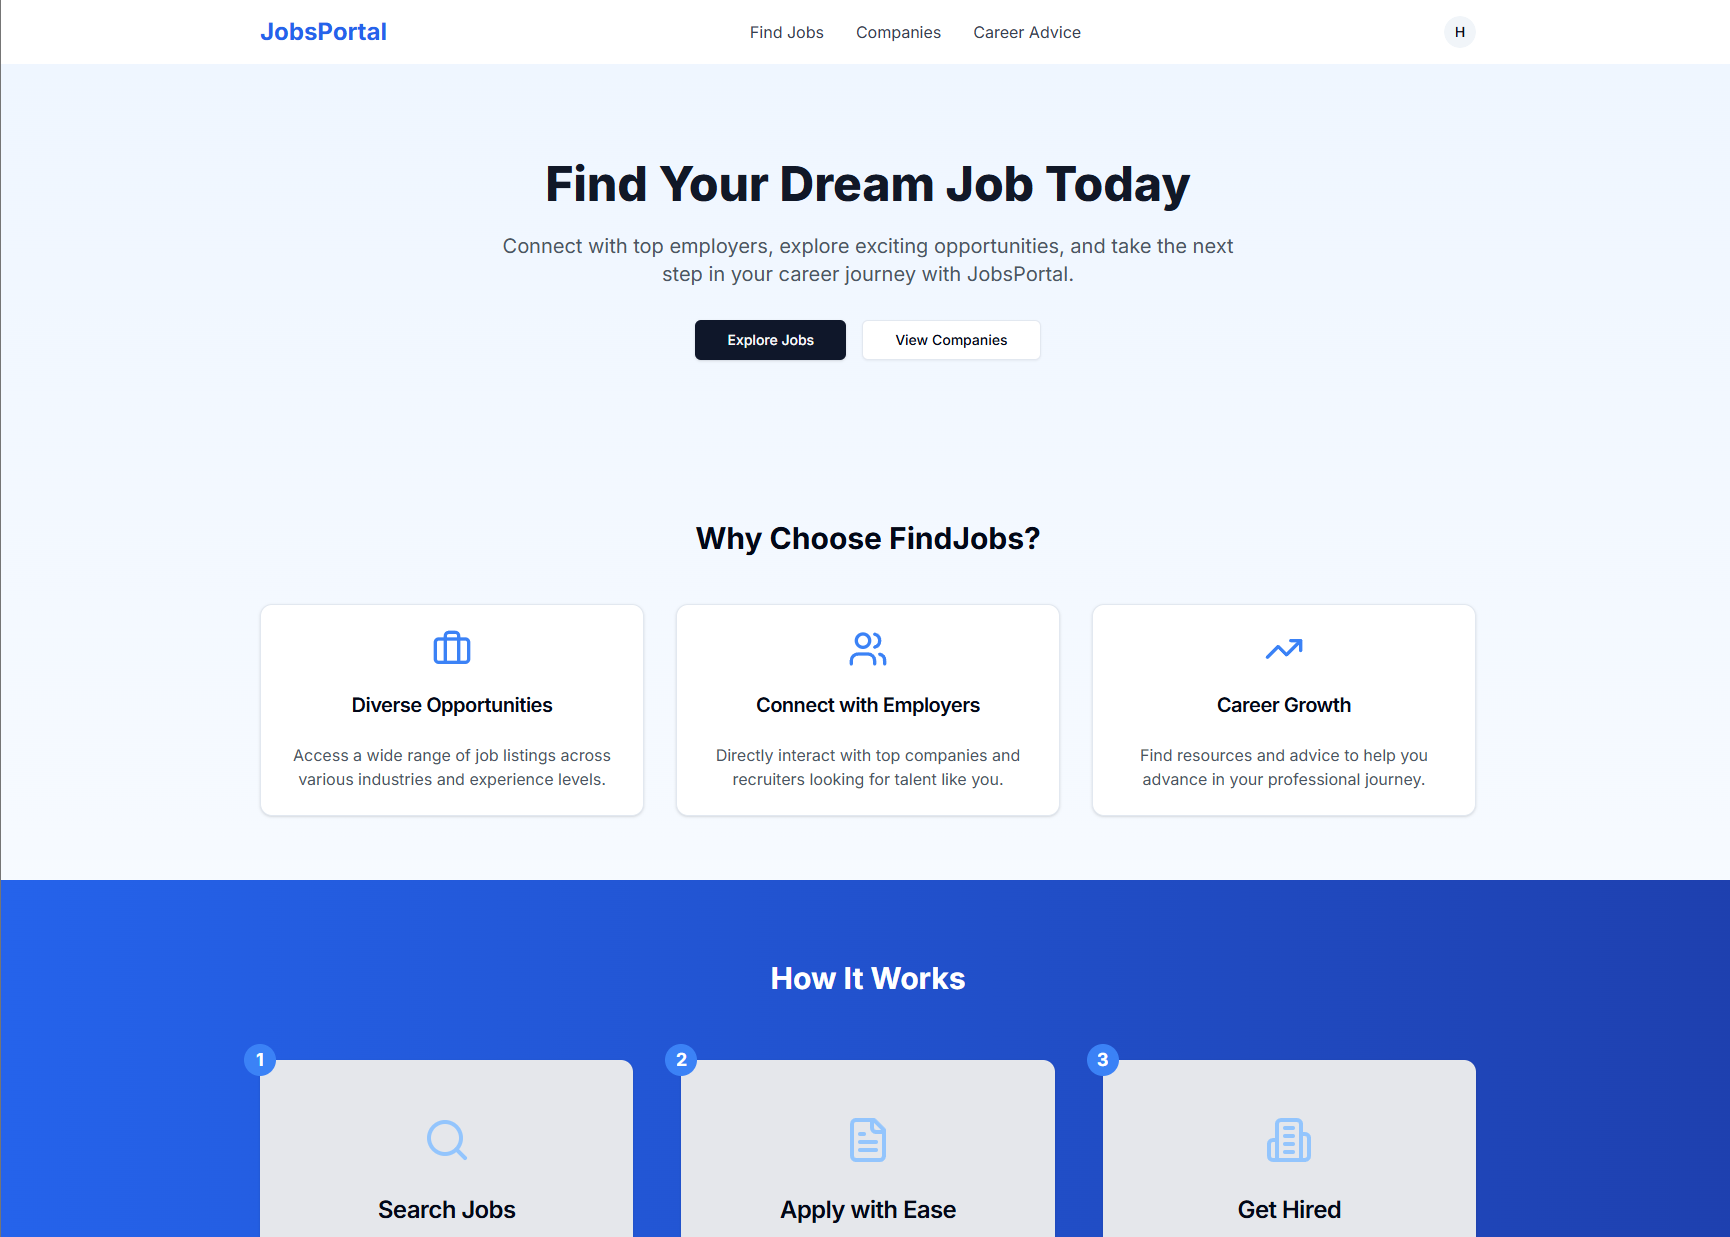 JobsPortal
Find Jobs
Companies
Career Advice
H
Find Your Dream Job Today
Connect with top employers, explore exciting opportunities, and take the next
step in your career journey with JobsPortal.
Explore Jobs
View Companies
Why Choose FindJobs?
Diverse Opportunities
Access a wide range of job listings across
various industries and experience levels.
Connect with Employers
Directly interact with top companies and
recruiters looking for talent like you.
Career Growth
Find resources and advice to help you
advance in your professional journey.
How It Works
1
Search Jobs
2
Apply with Ease
3
Get Hired